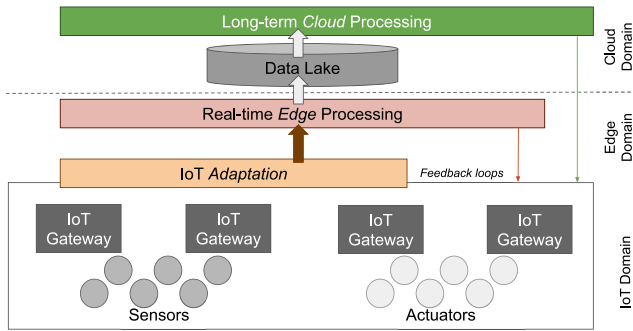 Long-term Cloud Processing
Cloud
Domain
Data Lake
Real-time Edge Processing
Edge
Domain
IoT Adaptation
Feedback loops
IoT
Gateway
IoT
Gateway
IoT
Gateway
IoT
Gateway
IoT Domain
Sensors
Actuators